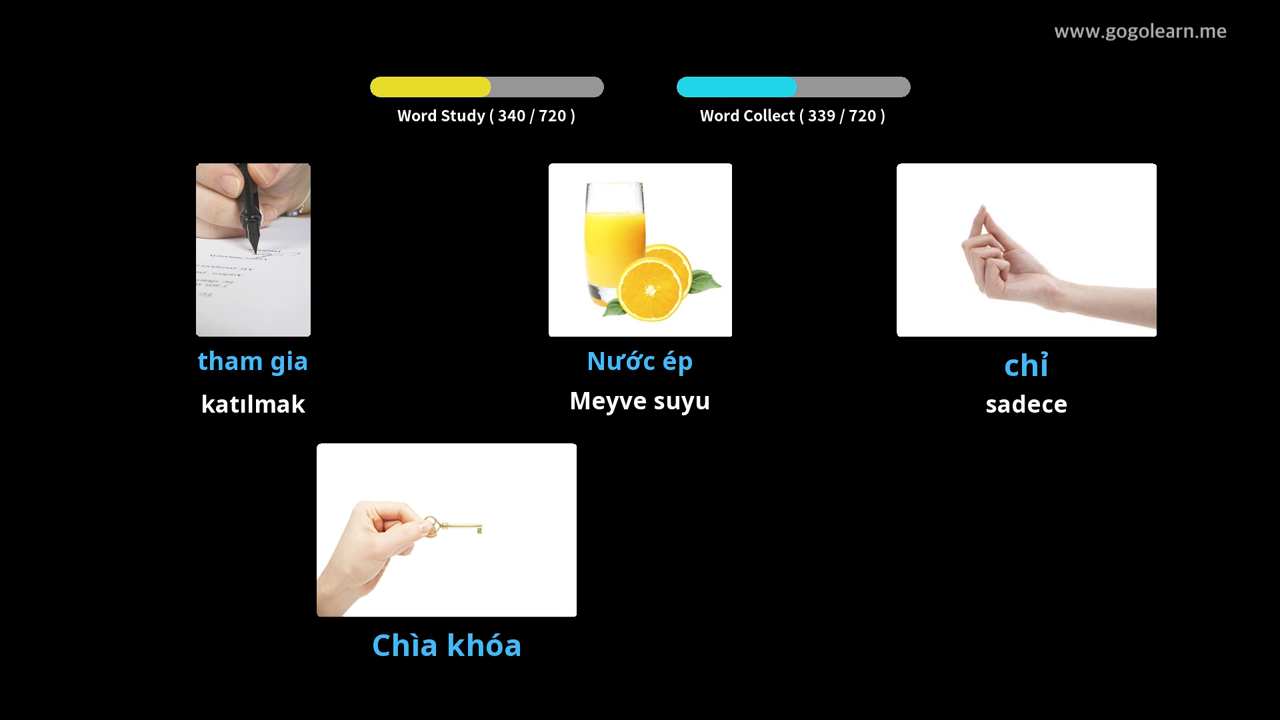 www.gogolearn.me
Word Study ( 340 / 720 )
Word Collect ( 339 / 720 )
tham gia
katılmak
Nước ép
Meyve suyu
chỉ
sadece
Chìa khóa